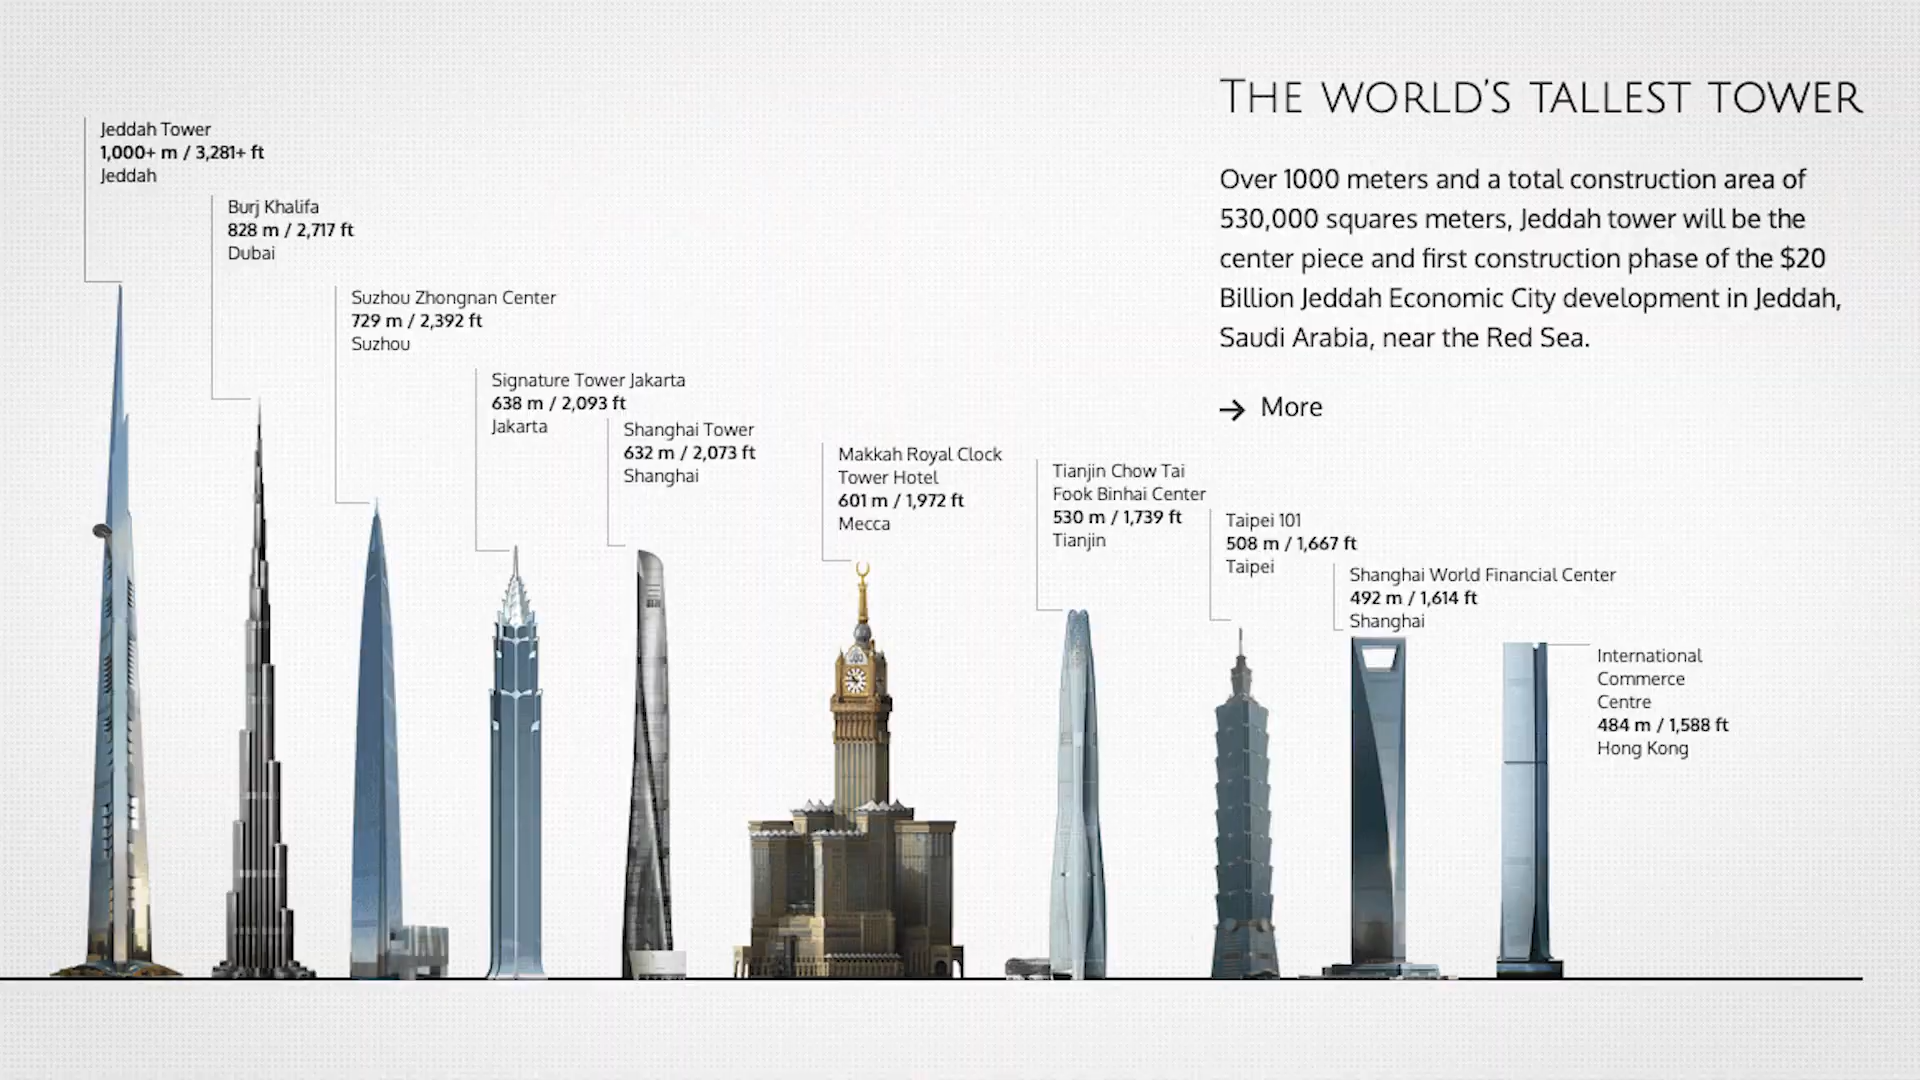 THE WORLD'S TALLEST TOWER
Over 1000 meters and a total construction area of
530,000 squares meters, Jeddah tower will be the
center piece and first construction phase of the $20
Billion Jeddah Economic City development in Jeddah,
Saudi Arabia, near the Red Sea.
→ More
Jeddah Tower
1,000+ m / 3,281+ ft
Jeddah
Burj Khalifa
828 m / 2,717 ft
Dubai
Suzhou Zhongnan Center
729 m / 2,392 ft
Suzhou
Signature Tower Jakarta
638 m / 2,093 ft
Jakarta
Shanghai Tower
632 m / 2,073 ft
Shanghai
Makkah Royal Clock
Tower Hotel
601 m / 1,972 ft
Mecca
Tianjin Chow Tai
Fook Binhai Center
530 m / 1,739 ft
Tianjin
Taipei 101
508 m / 1,667 ft
Taipei
Shanghai World Financial Center
492 m / 1,614 ft
Shanghai
International
Commerce
Centre
484 m / 1,588 ft
Hong Kong